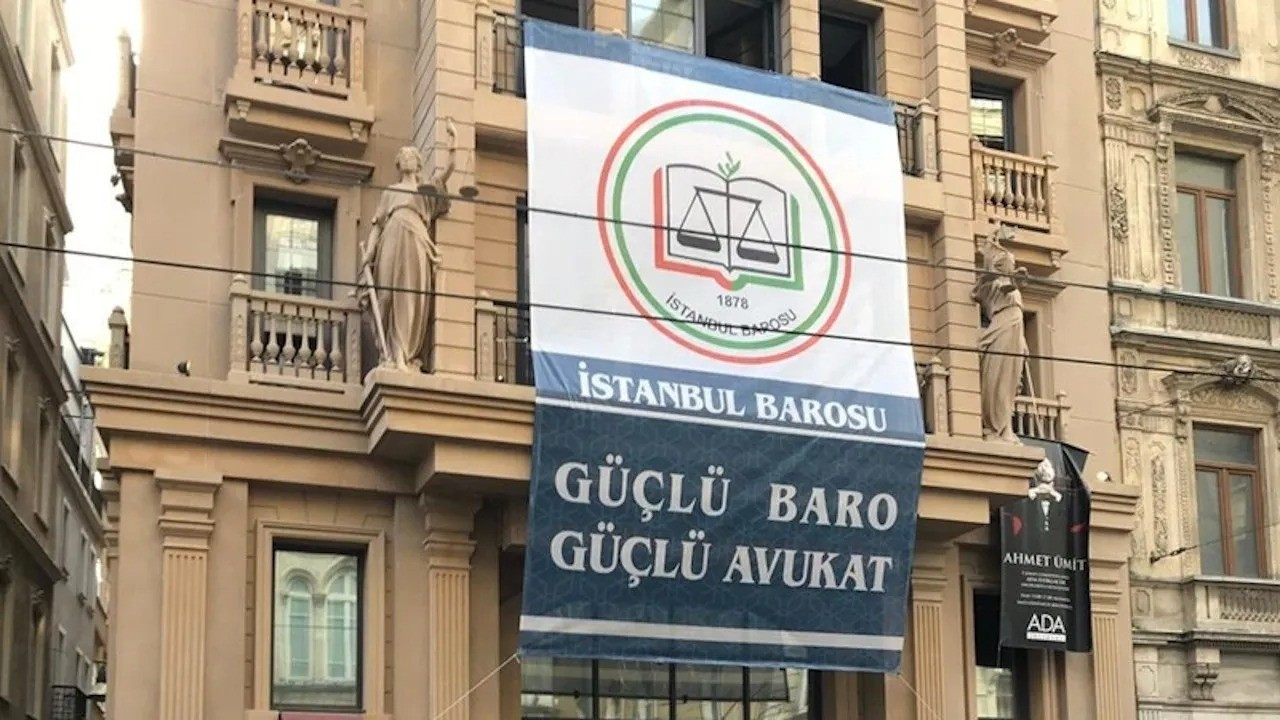 1878
İSTANBUL BAROSU
İSTANBUL BAROSU
GÜÇLÜ BARO
GÜÇLÜ AVUKAT
AHMET ÜMİT
ADA